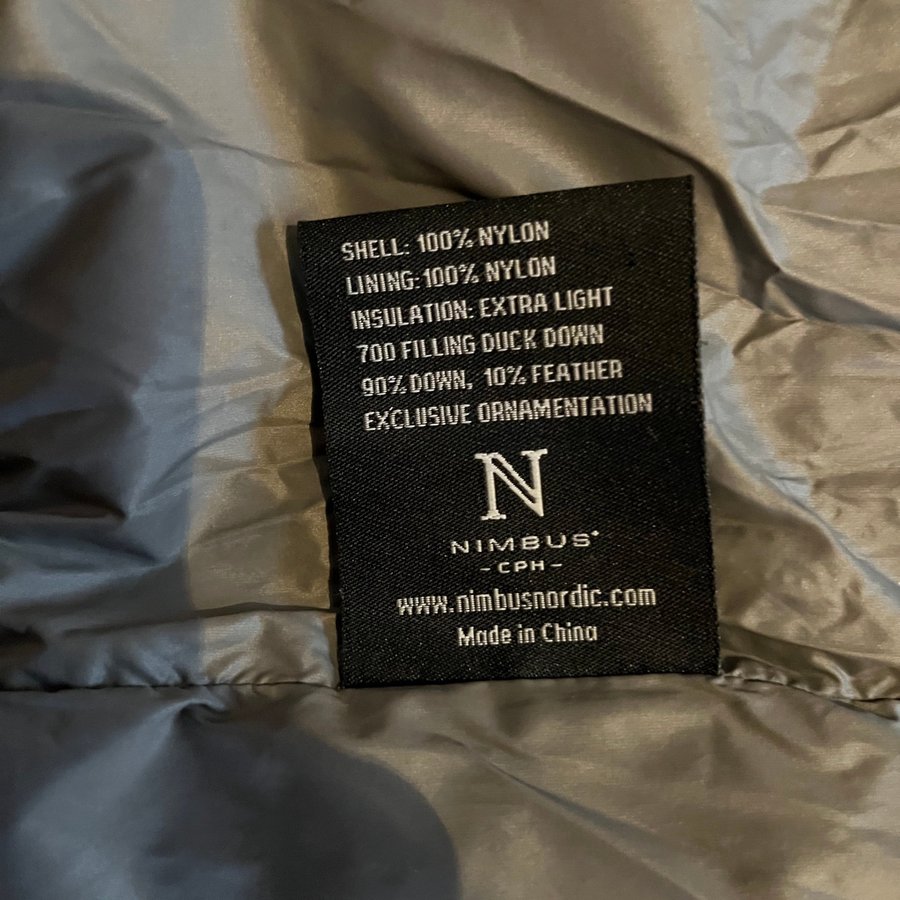 SHELL: 100% NYLON
LINING: 100% NYLON
INSULATION: EXTRA LIGHT
700 FILLING DUCK DOWN
90% DOWN, 10% FEATHER
EXCLUSIVE ORNAMENTATION
N
NIMBUS
-CPH-
www.nimbusnordic.com
Made in China